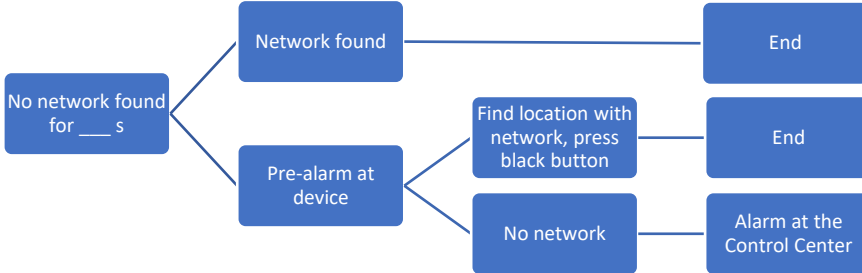 No network found
for ___ s
Network found
End
Pre-alarm at
device
Find location with
network, press
black button
End
No network
Alarm at the
Control Center